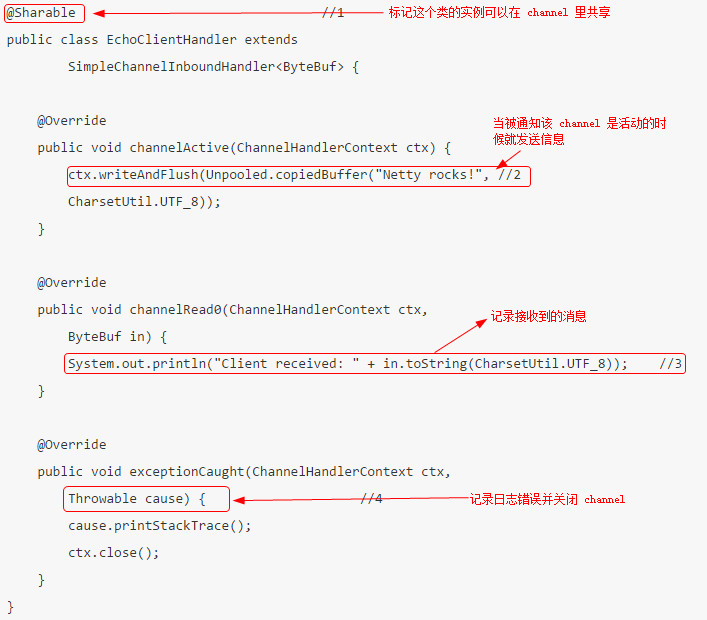 @Sharable //1 标记这个类的实例可以在 channel 里共享
public class EchoClientHandler extends
SimpleChannelInboundHandler<ByteBuf> {
@Override
当被通知该 channel 是活动的时
候就发送信息
public void channelActive(ChannelHandlerContext ctx) {
ctx.writeAndFlush(Unpooled.copiedBuffer("Netty rocks!", //2
CharsetUtil.UTF_8));
}
@Override
public void channelRead0(ChannelHandlerContext ctx,
记录接收到的消息
ByteBuf in) {
System.out.println("Client received: " + in.toString(CharsetUtil.UTF_8)); //3
}
@Override
public void exceptionCaught(ChannelHandlerContext ctx,
Throwable cause) { //4 记录日志错误并关闭 channel
cause.printStackTrace();
ctx.close();
}
}